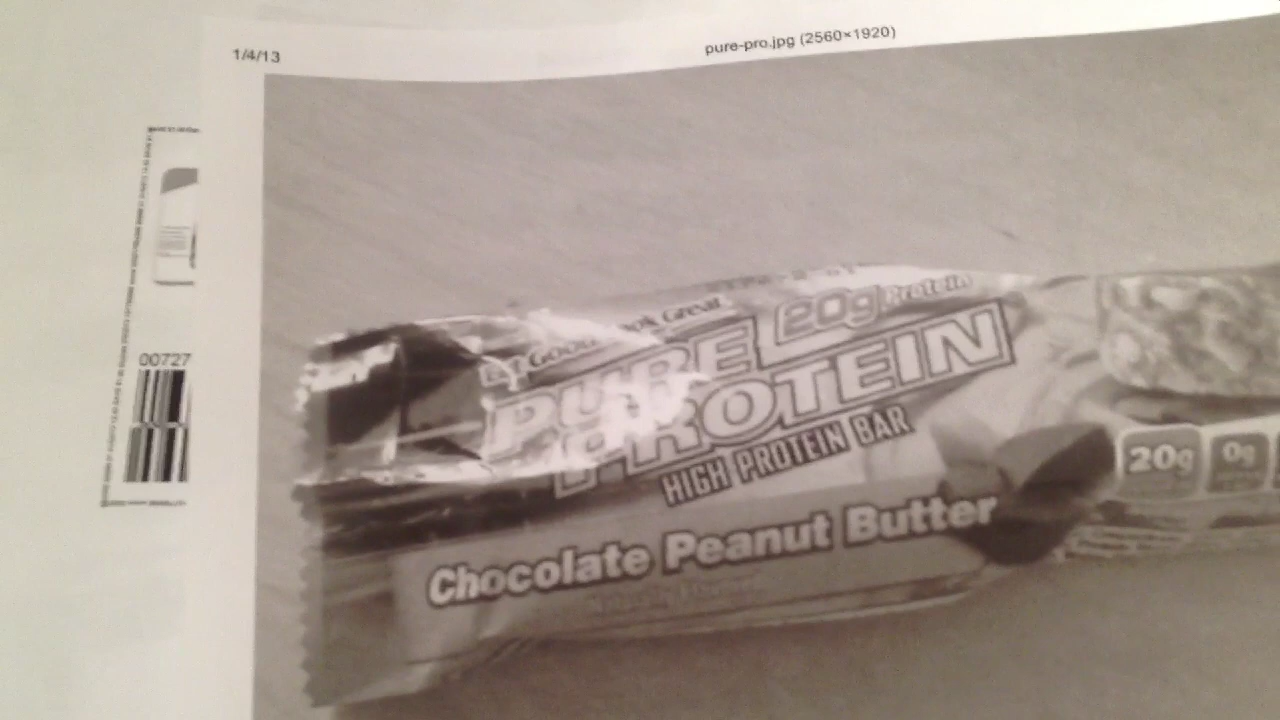 1/4/13
pure-pro.jpg (2560×1920)
00727
Great
20g Protein
PURE
PROTEIN
HIGH PROTEIN BAR
Chocolate Peanut Butter
20g
0g